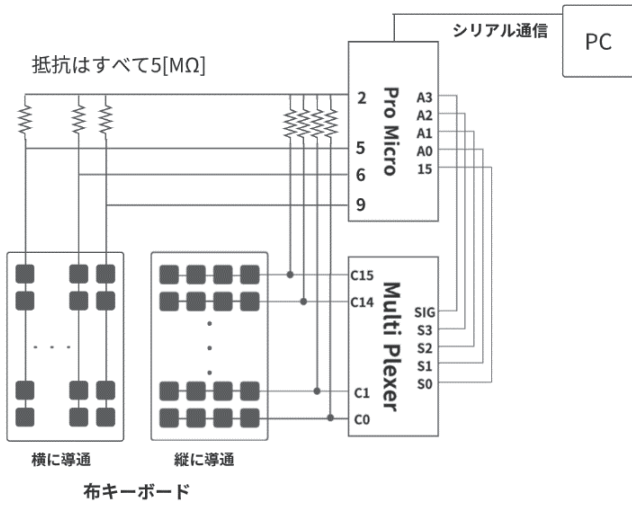 シリアル通信
PC
抵抗はすべて5[MΩ]
2
5
6
9
Pro Micro
A3
A2
A1
A0
15
C15
C14
C1
C0
Multi Plexer
SIG
S3
S2
S1
S0
横に導通
縦に導通
布キーボード